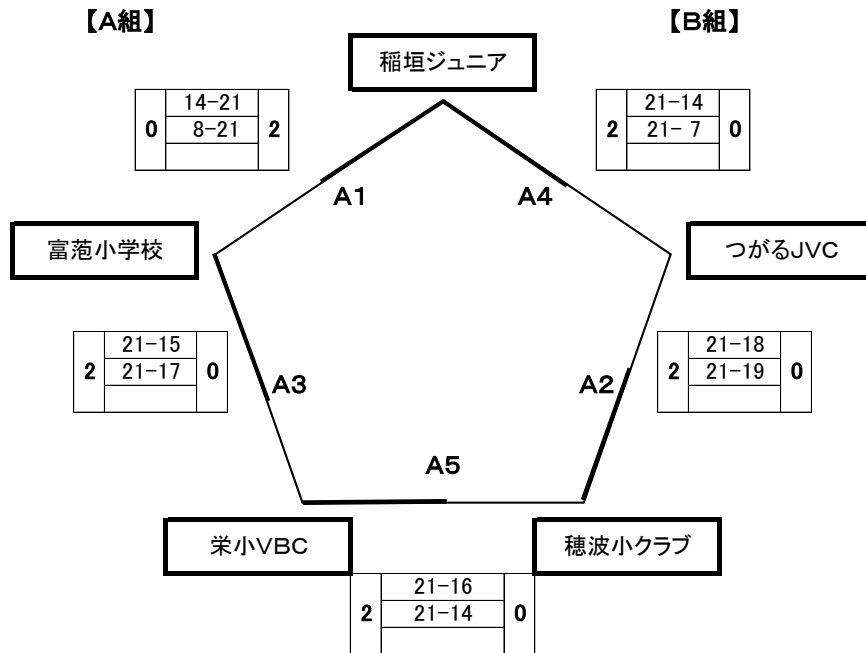 【A組】
【B組】
稲垣ジュニア
0
14-21
8-21
2
2
21-14
21- 7
0
A1
A4
富萢小学校
つがるJVC
2
21-15
21-17
0
A3
A2
2
21-18
21-19
0
A5
栄小VBC
穂波小クラブ
2
21-16
21-14
0